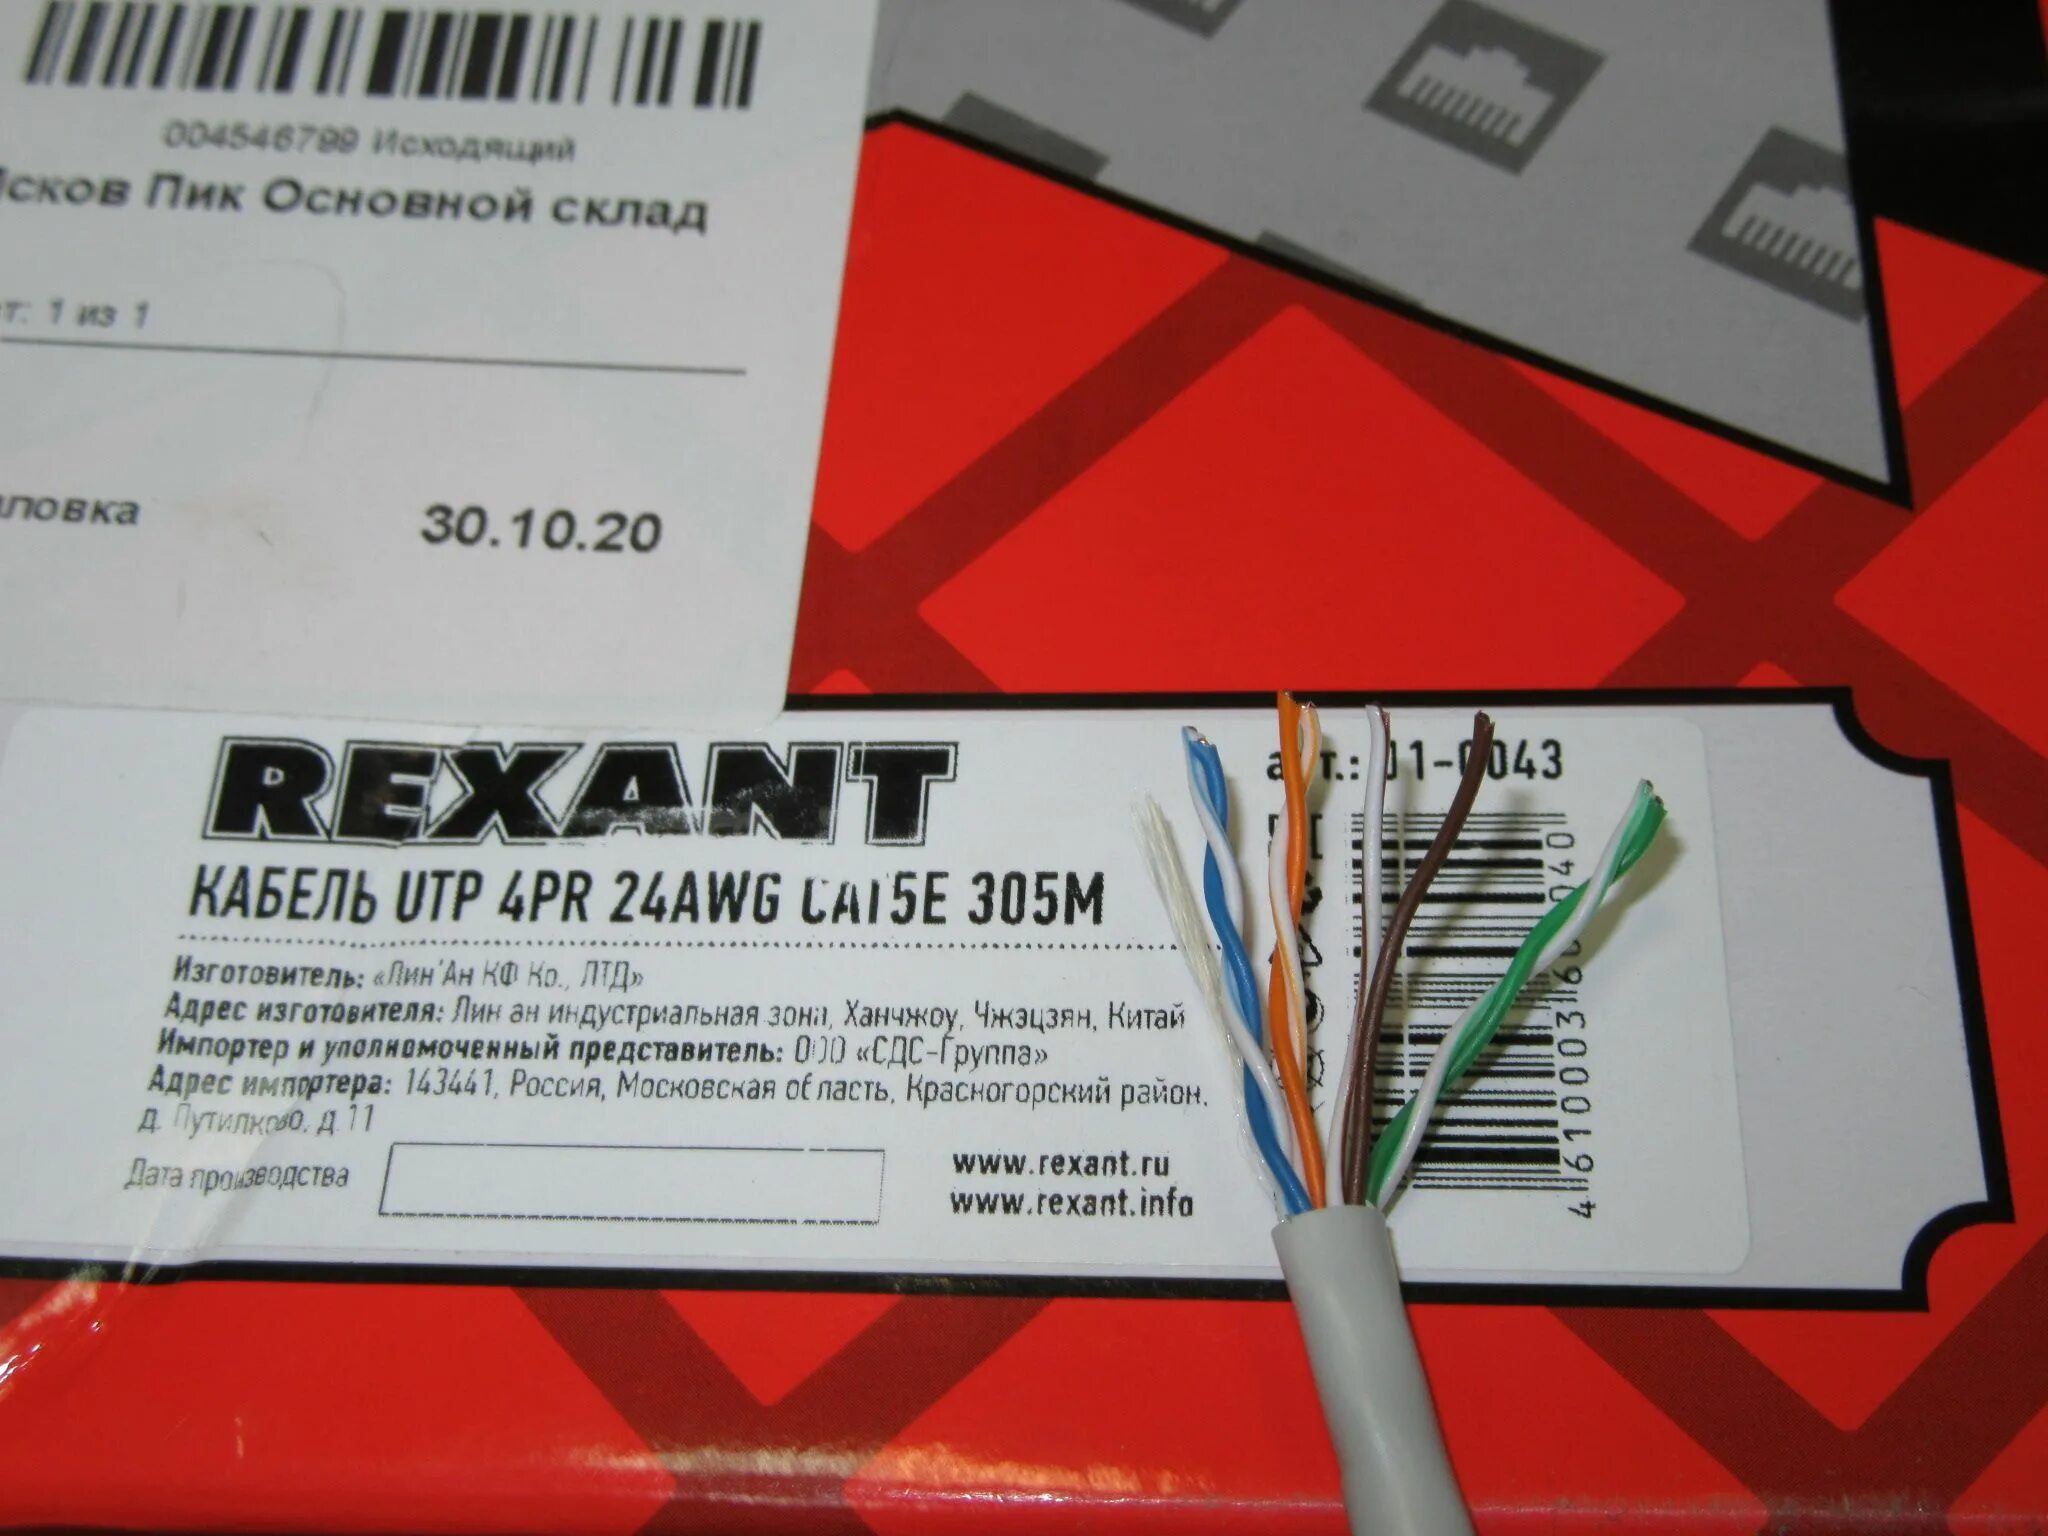 004546799 Исходящий
Пик Основной склад
1 из 1
30.10.20
REXANT
арт.: 01-0043
КАБЕЛЬ UTP 4PR 24AWG CAT5E 305M
Изготовитель: «Лин'Ан КФ Ко., ЛТД»
Адрес изготовителя: Лин ан индустриальная зона, Ханчжоу, Чжэцзян, Китай
Импортер и уполномоченный представитель: ООО «СДС-Группа»
Адрес импортера: 143441, Россия, Московская область, Красногорский район,
д. Путилково, д.11
Дата производства
www.rexant.ru
www.rexant.info